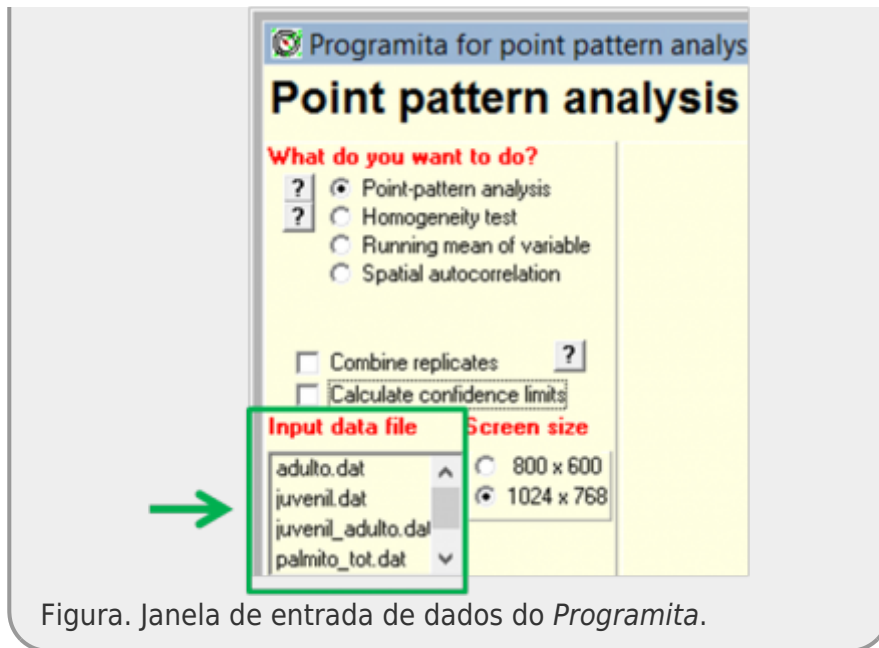 Programita for point pattern analys
Point pattern analysis
What do you want to do?
? Point-pattern analysis
? Homogeneity test
Running mean of variable
Spatial autocorrelation
Combine replicates ?
Calculate confidence limits
Input data file Screen size
adulto.dat 800 x 600
juvenil.dat 1024 x 768
juvenil_adulto.dat
palmito_tot.dat
Figura. Janela de entrada de dados do Programita.